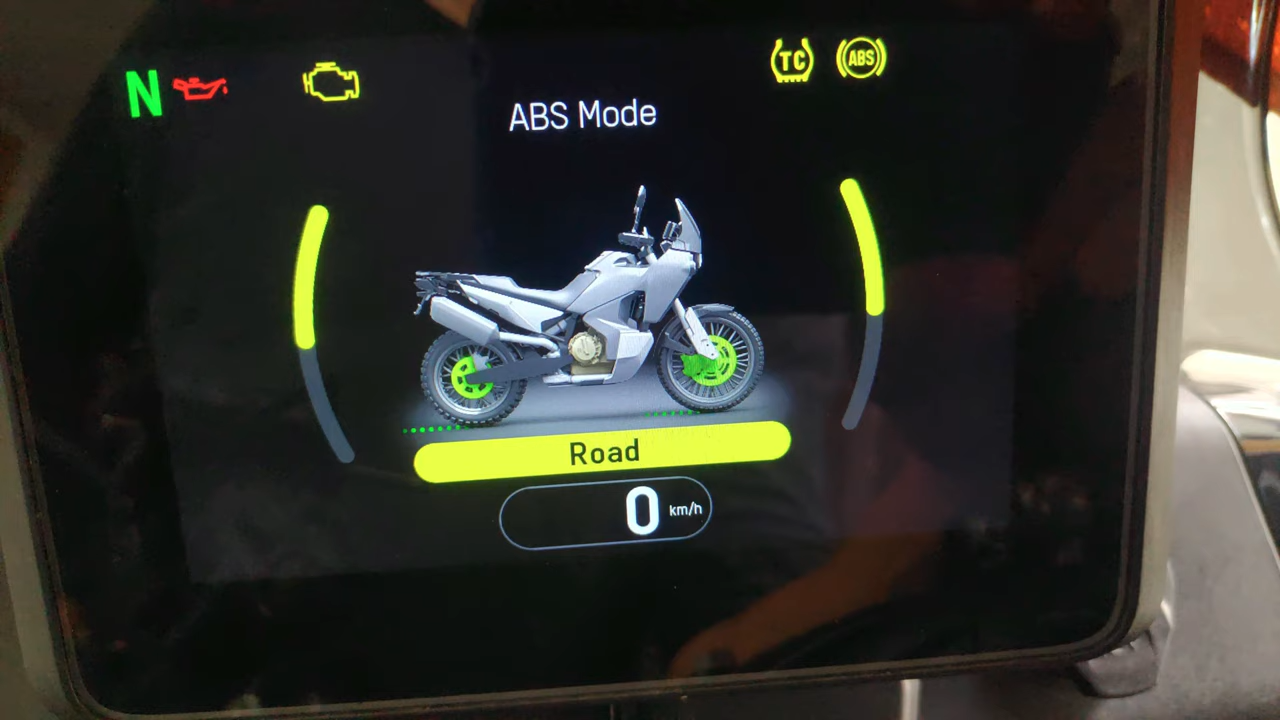 N
TC
ABS
ABS Mode
Road
0 km/h